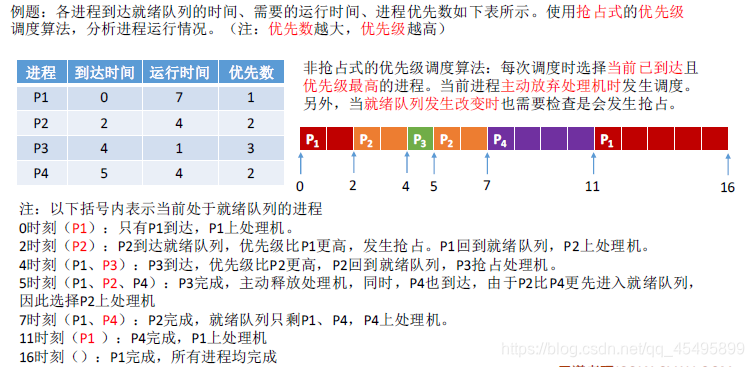 例题：各进程到达就绪队列的时间、需要的运行时间、进程优先数如下表所示。使用抢占式的优先级
调度算法，分析进程运行情况。（注：优先数越大，优先级越高）
进程 到达时间 运行时间 优先数
P1 0 7 1
P2 2 4 2
P3 4 1 3
P4 5 4 2
非抢占式的优先级调度算法：每次调度时选择当前已到达且
优先级最高的进程。当前进程主动放弃处理机时发生调度。
另外，当就绪队列发生改变时也需要检查是会发生抢占。
P1 P2 P3 P2 P4 P1
0 2 4 5 7 11 16
注：以下括号内表示当前处于就绪队列的进程
0时刻（P1）：只有P1到达，P1上处理机。
2时刻（P2）：P2到达就绪队列，优先级比P1更高，发生抢占。P1回到就绪队列，P2上处理机。
4时刻（P1、P3）：P3到达，优先级比P2更高，P2回到就绪队列，P3抢占处理机。
5时刻（P1、P2、P4）：P3完成，主动释放处理机，同时，P4也到达，由于P2比P4更先进入就绪队列，
因此选择P2上处理机
7时刻（P1、P4）：P2完成，就绪队列只剩P1、P4，P4上处理机。
11时刻（P1 ）：P4完成，P1上处理机
16时刻（）：P1完成，所有进程均完成
https://blog.csdn.net/qq_45495899